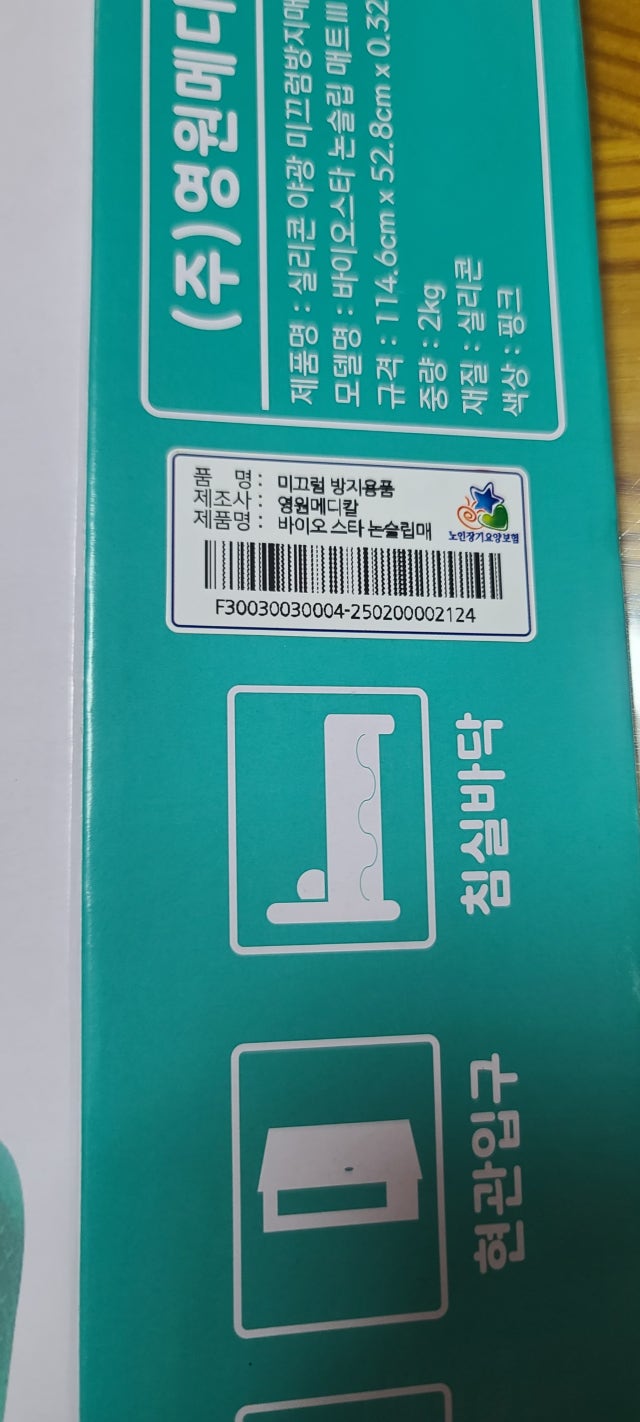 (주)영원메디
제품명 : 실리콘 야광 미끄럼방지매
모델명 : 바이오스타 논슬립 매트III
규격 : 114.6cm x 52.8cm x 0.32
중량 : 2kg
재질 : 실리콘
색상 : 핑크
품 명 : 미끄럼 방지용품
제조사 : 영원메디칼
제품명 : 바이오 스타 논슬립매
노인장기요양보험
F30030030004-250200002124
침실바닥
현관입구